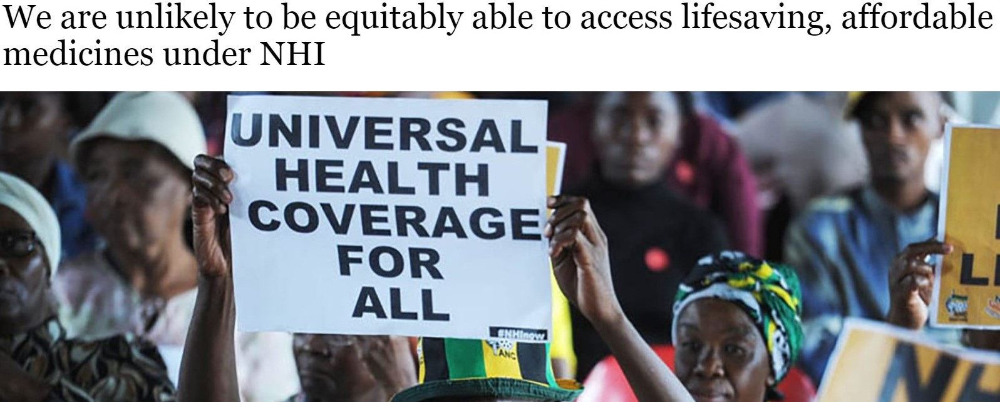 We are unlikely to be equitably able to access lifesaving, affordable
medicines under NHI
UNIVERSAL
HEALTH
COVERAGE
FOR
ALL
#NHInow
ANC